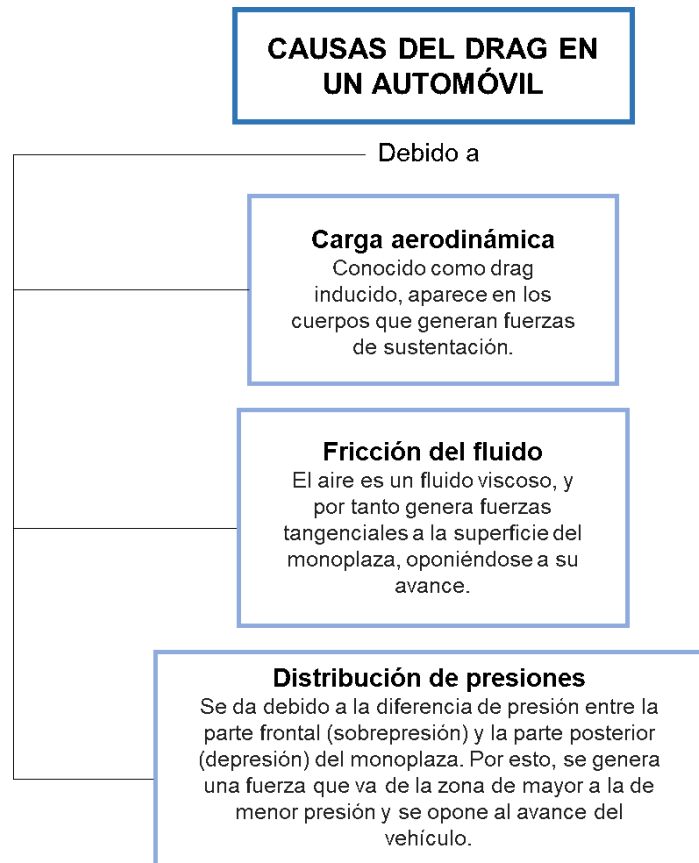 CAUSAS DEL DRAG EN
UN AUTOMÓVIL
Debido a
Carga aerodinámica
Conocido como drag
inducido, aparece en los
cuerpos que generan fuerzas
de sustentación.
Fricción del fluido
El aire es un fluido viscoso, y
por tanto genera fuerzas
tangenciales a la superficie del
monoplaza, oponiéndose a su
avance.
Distribución de presiones
Se da debido a la diferencia de presión entre la
parte frontal (sobrepresión) y la parte posterior
(depresión) del monoplaza. Por esto, se genera
una fuerza que va de la zona de mayor a la de
menor presión y se opone al avance del
vehículo.